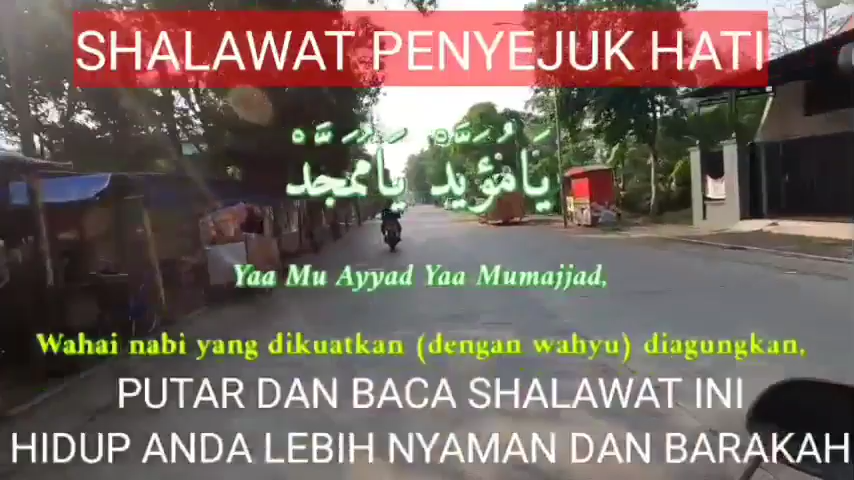 SHALAWAT PENYEJUK HATI
يَامُؤَيَّدْ يَامُمَجَّدْ
Yaa Mu Ayyad Yaa Mumajjad,
Wahai nabi yang dikuatkan (dengan wahyu) diagungkan,
PUTAR DAN BACA SHALAWAT INI
HIDUP ANDA LEBIH NYAMAN DAN BARAKAH